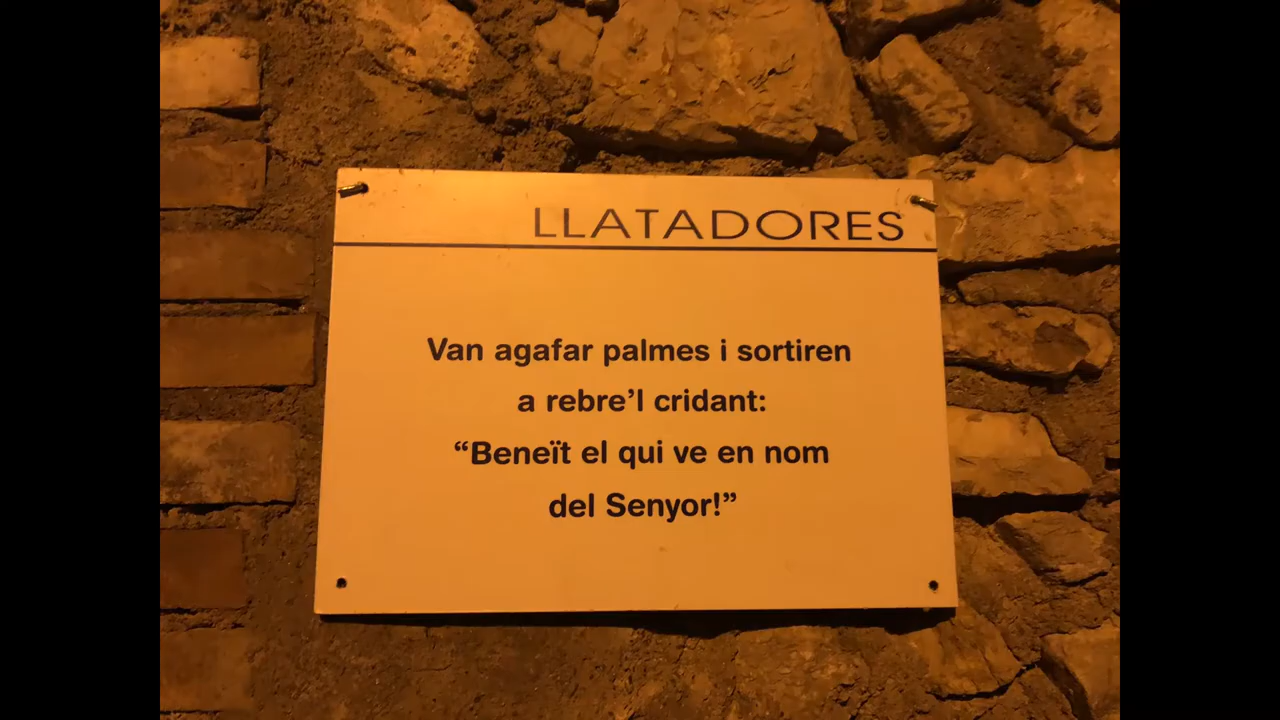 LLATADORES
Van agafar palmes i sortiren
a rebre’l cridant:
“Beneït el qui ve en nom
del Senyor!”